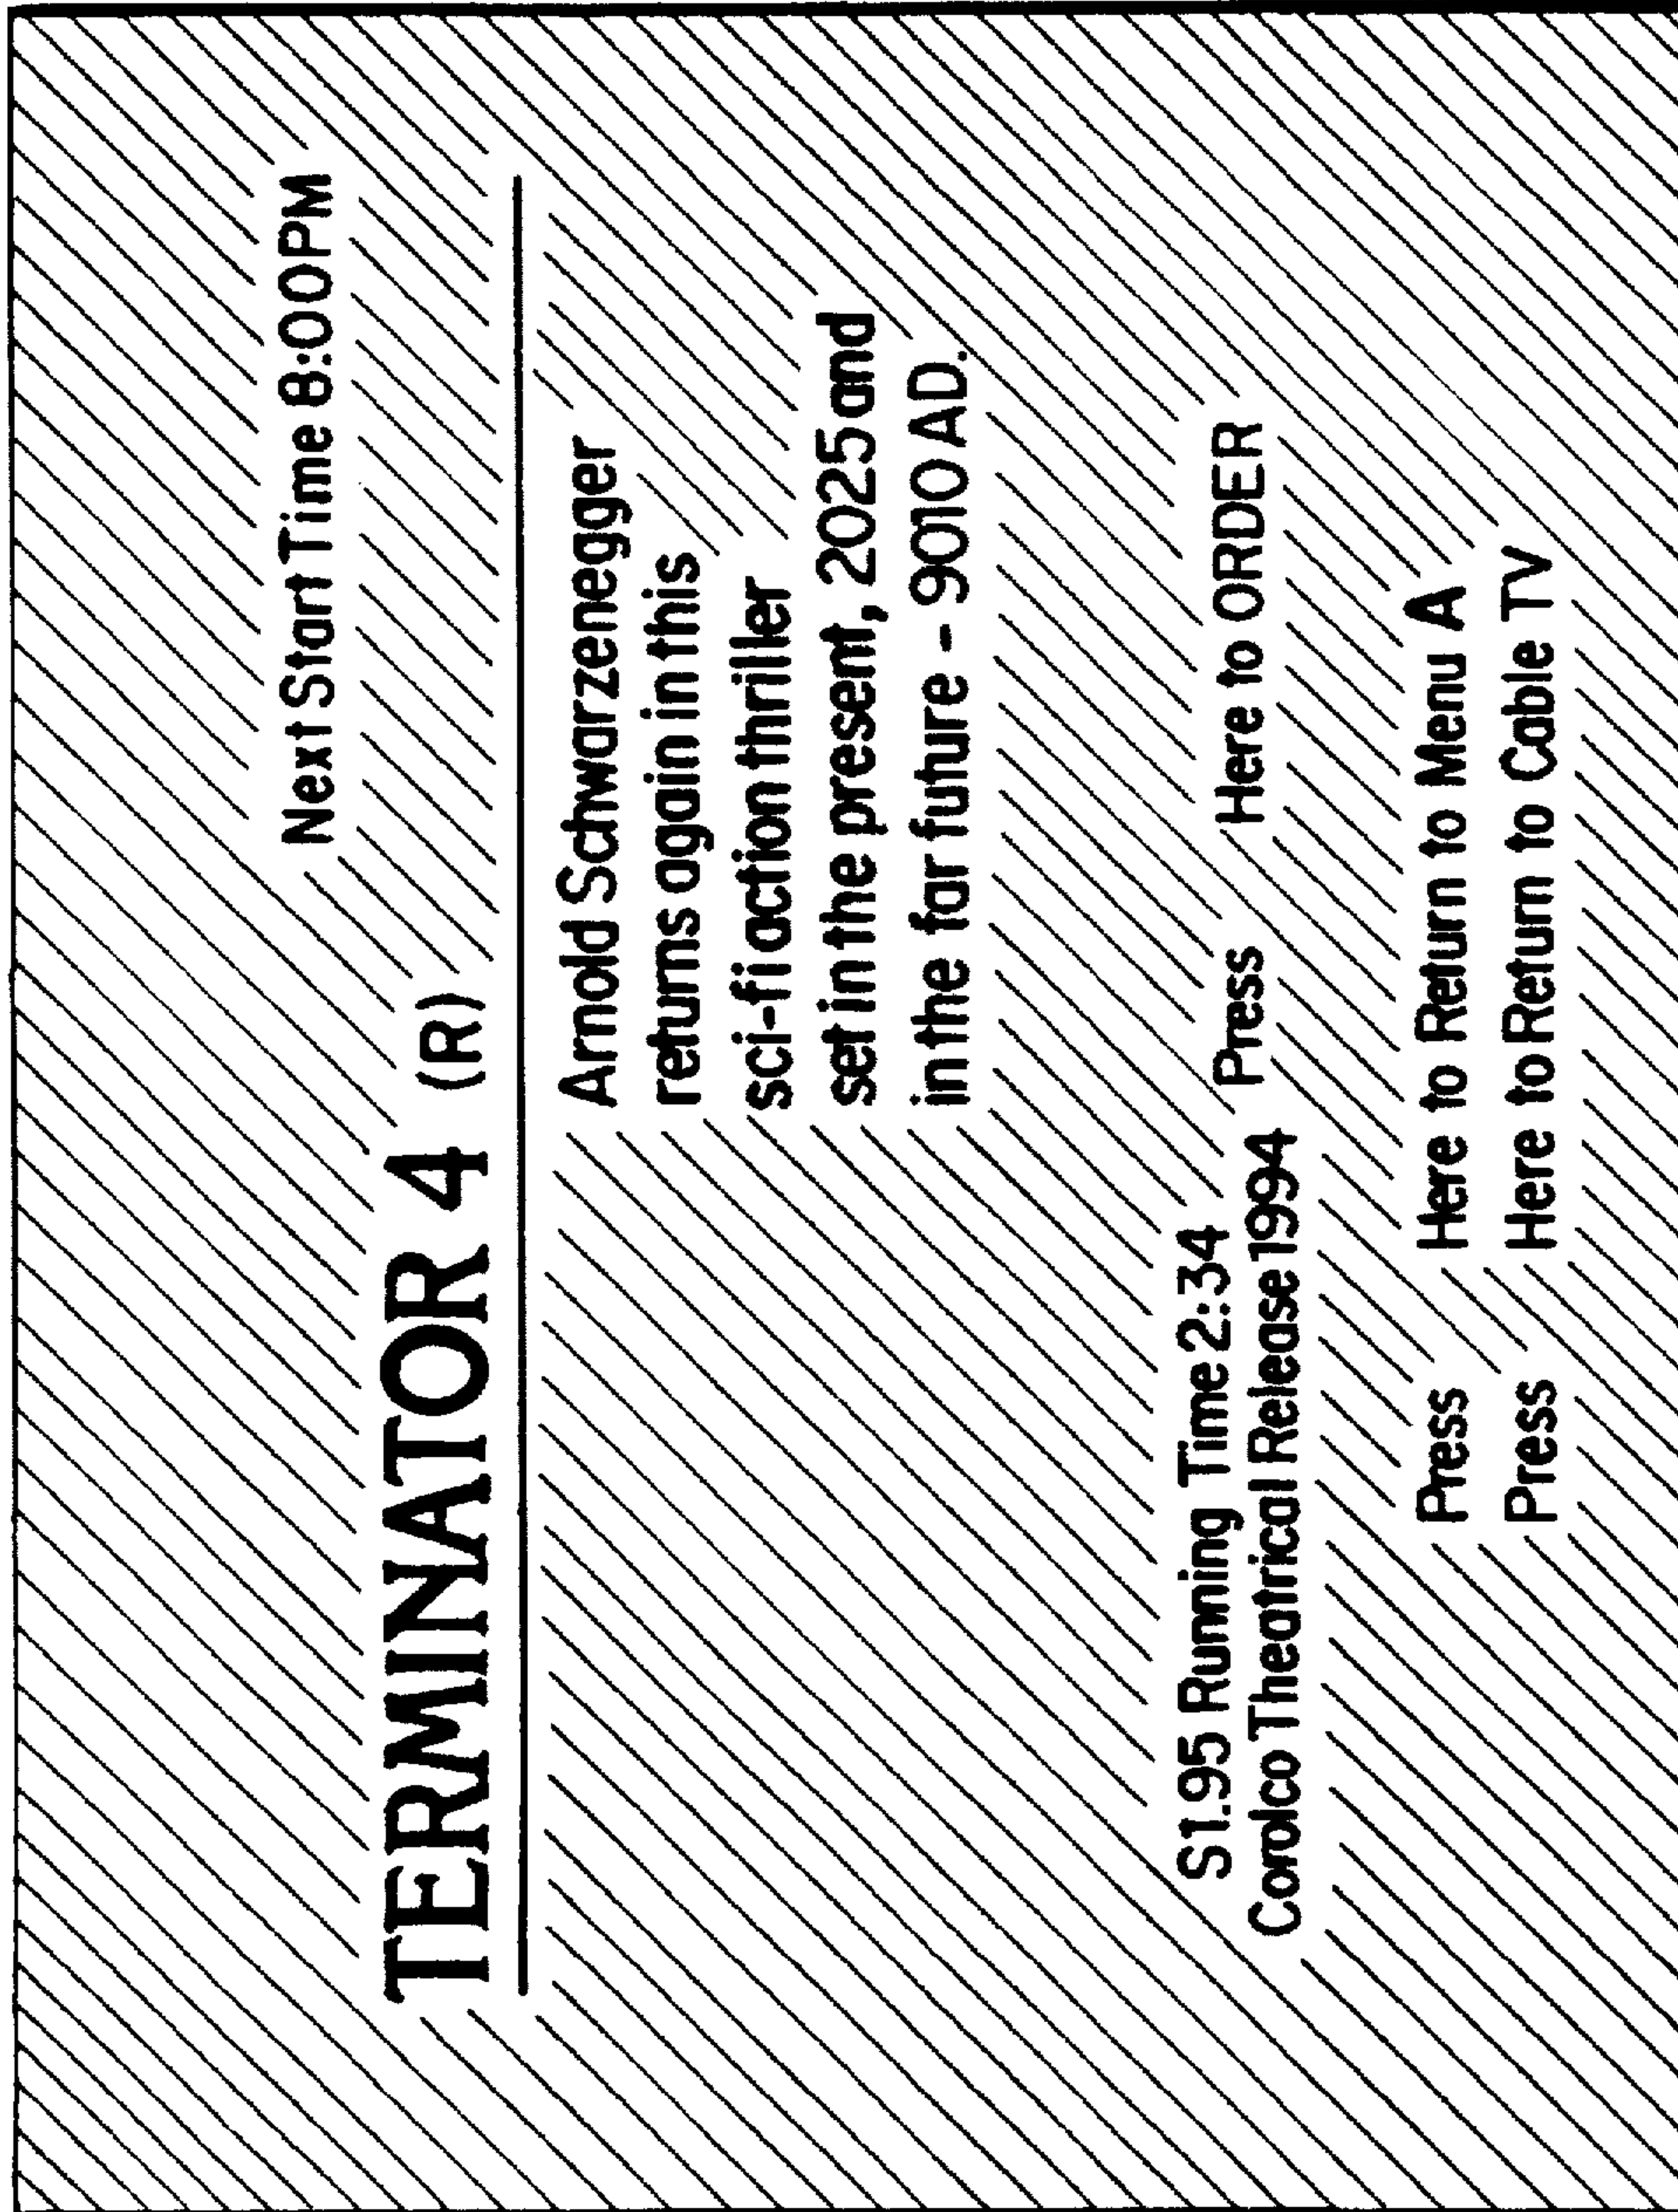 Next Start Time 8:00PM
TERMINATOR 4 (R)
Arnold Schwarzenegger
returns again in this
sci-fi action thriller
set in the present, 2025 and
in the far future - 9010 AD.
S1.95 Running Time 2:34
Corolco Theatrical Release 1994
Press Here to ORDER
Press Here to Return to Menu A
Press Here to Return to Cable TV